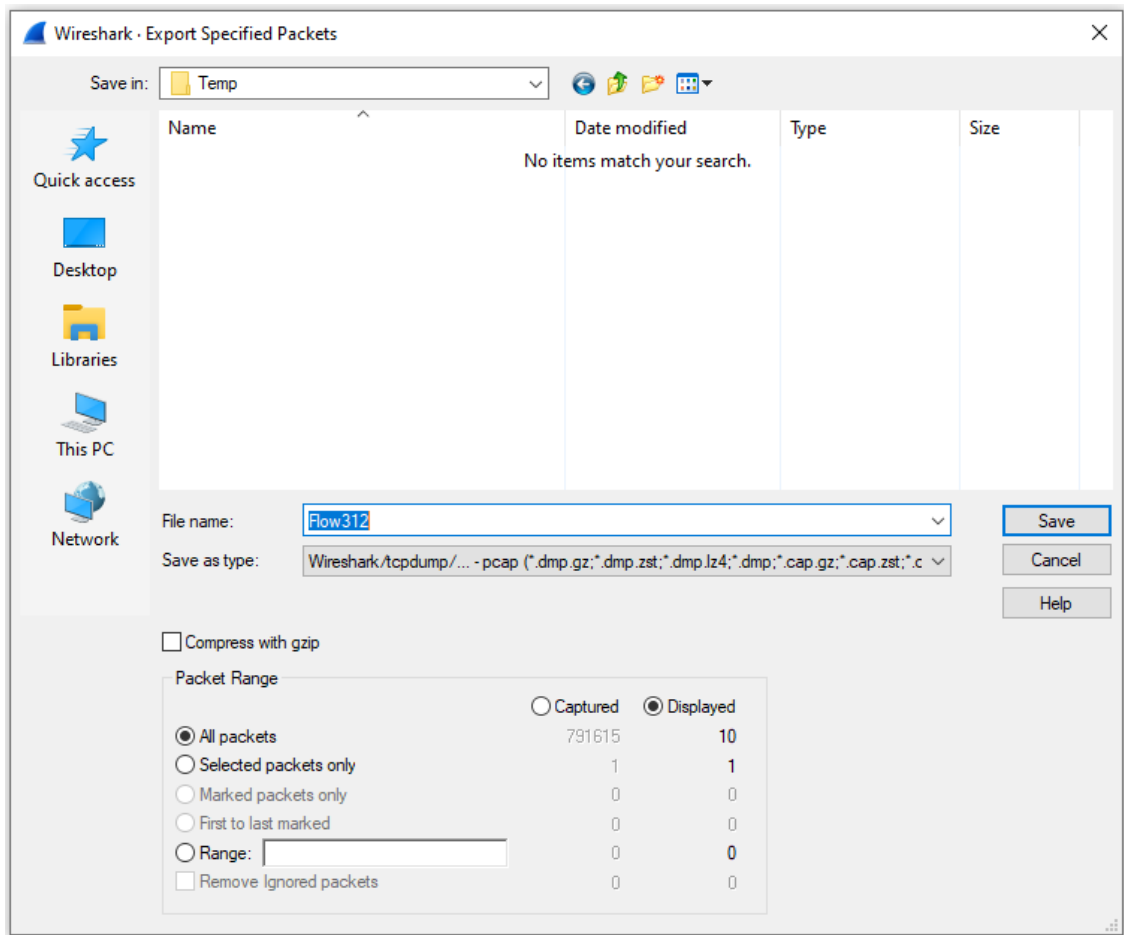 Wireshark · Export Specified Packets
Save in: Temp
Name Date modified Type Size
No items match your search.
Quick access
Desktop
Libraries
This PC
Network
File name: Flow312 Save
Save as type: Wireshark/tcpdump/... - pcap (*.dmp.gz;*.dmp.zst;*.dmp.lz4;*.dmp;*.cap.gz;*.cap.zst;*.c Cancel
Help
Compress with gzip
Packet Range
Captured Displayed
All packets 791615 10
Selected packets only 1 1
Marked packets only 0 0
First to last marked 0 0
Range: 0 0
Remove Ignored packets 0 0